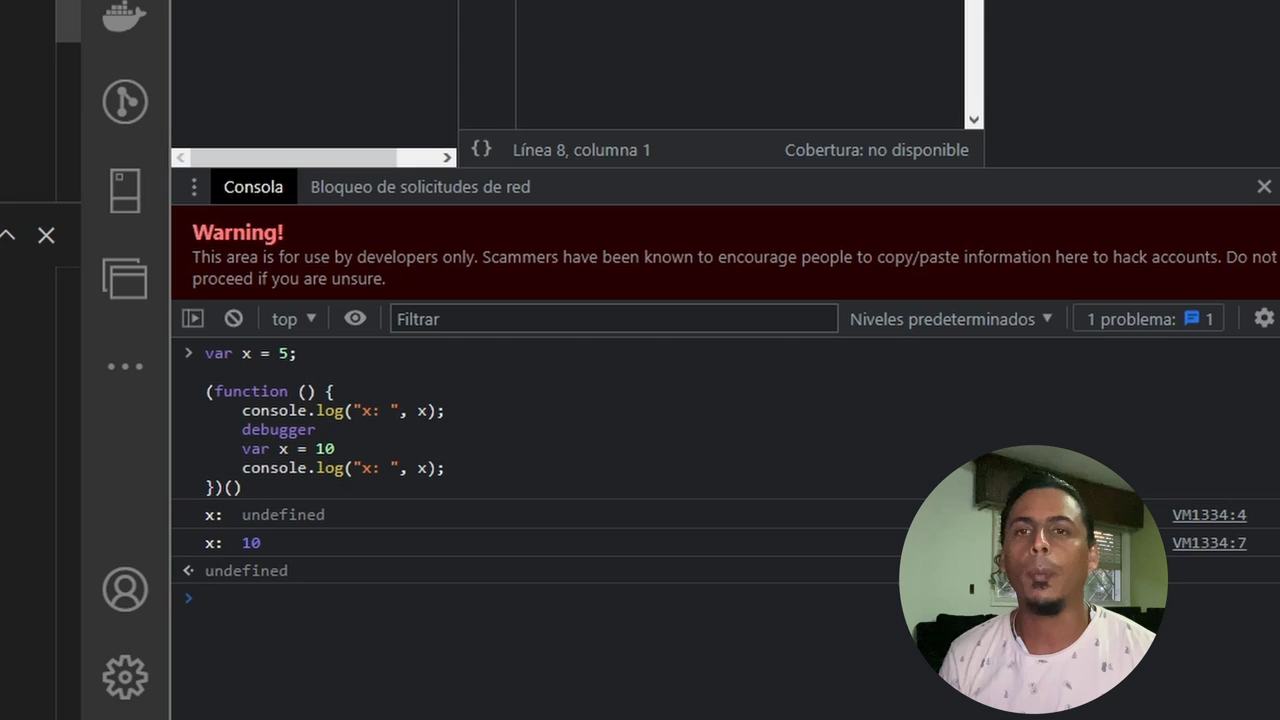 {} Línea 8, columna 1 Cobertura: no disponible
Consola Bloqueo de solicitudes de red
Warning!
This area is for use by developers only. Scammers have been known to encourage people to copy/paste information here to hack accounts. Do not
proceed if you are unsure.
top Filtrar Niveles predeterminados 1 problema: 1
var x = 5;
(function () {
console.log("x: ", x);
debugger
var x = 10
console.log("x: ", x);
})()
x: undefined VM1334:4
x: 10 VM1334:7
undefined